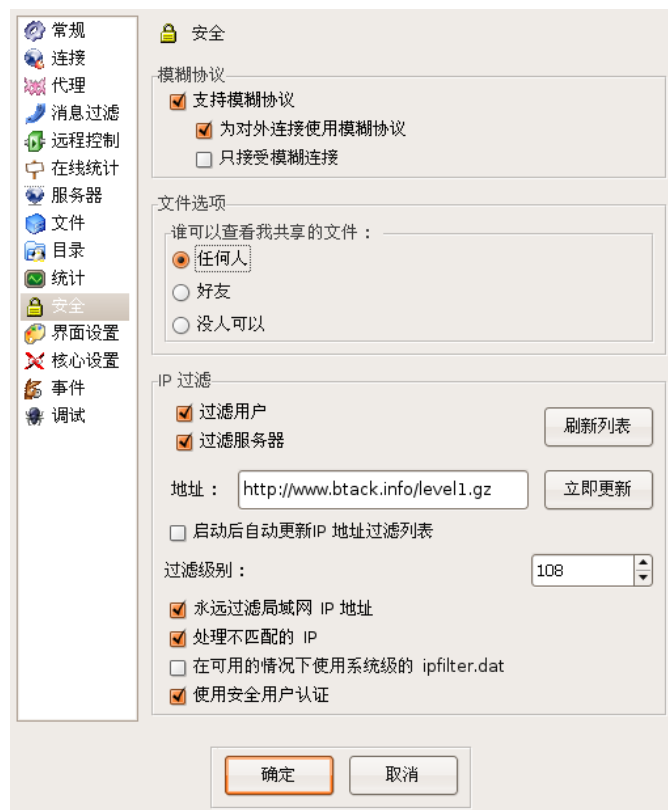 常规
连接
代理
消息过滤
远程控制
在线统计
服务器
文件
目录
统计
安全
界面设置
核心设置
事件
调试
安全
模糊协议
支持模糊协议
为对外连接使用模糊协议
只接受模糊连接
文件选项
谁可以查看我共享的文件：
任何人
好友
没人可以
IP 过滤
过滤用户
过滤服务器
刷新列表
地址： http://www.btack.info/level1.gz 立即更新
启动后自动更新IP 地址过滤列表
过滤级别： 108
永远过滤局域网 IP 地址
处理不匹配的 IP
在可用的情况下使用系统级的 ipfilter.dat
使用安全用户认证
确定 取消